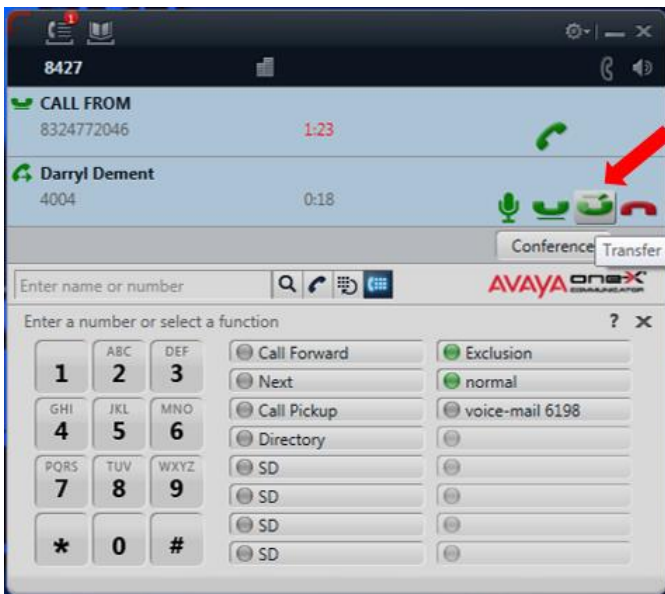 1
8427
CALL FROM
8324772046 1:23
Darryl Dement
4004 0:18
Conference Transfer
Enter name or number AVAYA one-X COMMUNICATOR
Enter a number or select a function ? X
1 ABC 2 DEF 3
GHI 4 JKL 5 MNO 6
PQRS 7 TUV 8 WXYZ 9
* 0 #
Call Forward Exclusion
Next normal
Call Pickup voice-mail 6198
Directory
SD
SD
SD
SD